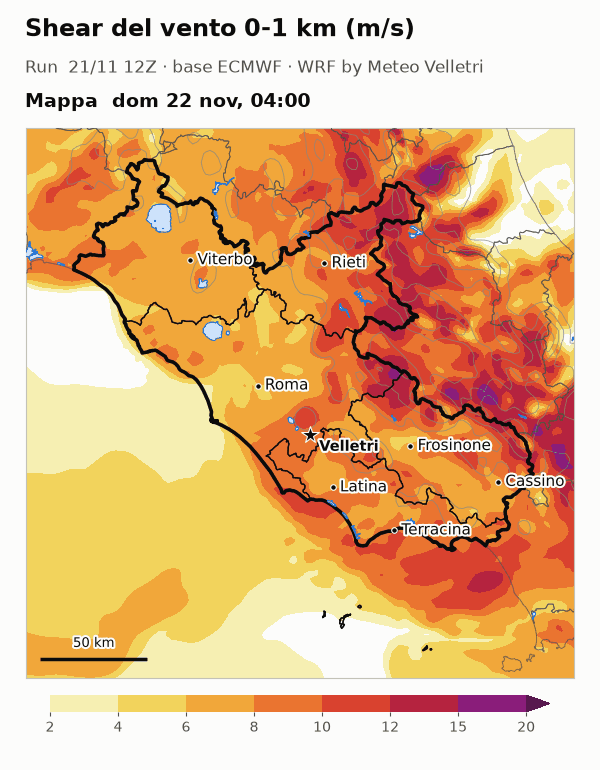 Shear del vento 0-1 km (m/s)
Run  21/11 12Z · base ECMWF · WRF by Meteo Velletri
Mappa  dom 22 nov, 04:00
Viterbo
Rieti
Roma
Velletri
Frosinone
Latina
Cassino
Terracina
50 km
2 4 6 8 10 12 15 20